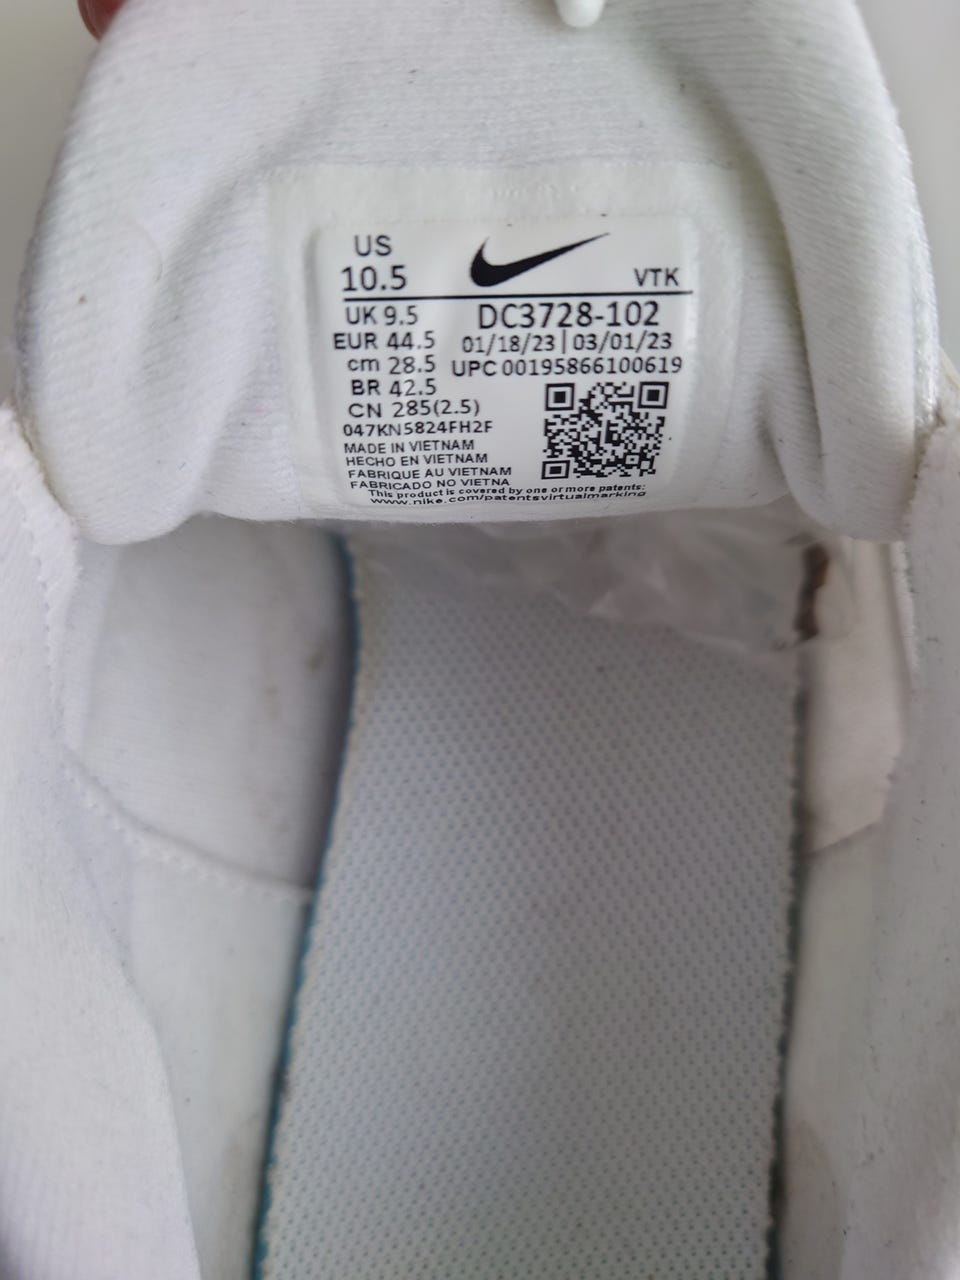 US
10.5 VTK
UK 9.5 DC3728-102
EUR 44.5 01/18/23 | 03/01/23
cm 28.5 UPC 00195866100619
BR 42.5
CN 285(2.5)
047KN5824FH2F
MADE IN VIETNAM
HECHO EN VIETNAM
FABRIQUE AU VIETNAM
FABRICADO NO VIETNA
This product is covered by one or more patents:
www.nike.com/patentsvirtualmarking